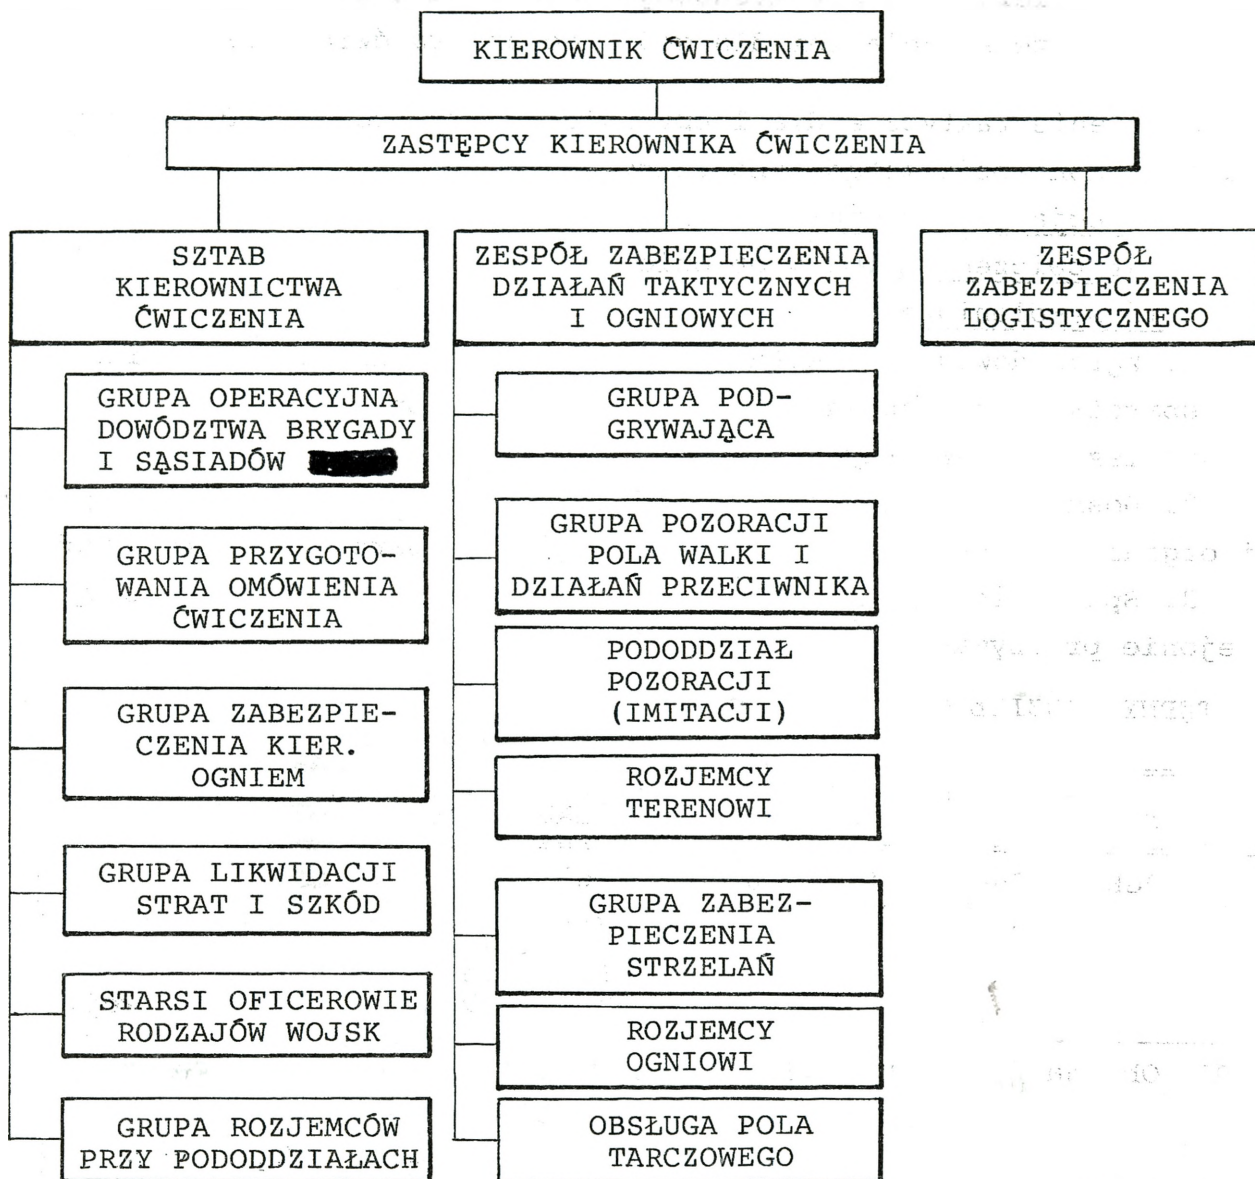 KIEROWNIK ĆWICZENIA
ZASTĘPCY KIEROWNIKA ĆWICZENIA
SZTAB
KIEROWNICTWA
ĆWICZENIA
GRUPA OPERACYJNA
DOWÓDZTWA BRYGADY
I SĄSIADÓW
GRUPA PRZYGOTO-
WANIA OMÓWIENIA
ĆWICZENIA
GRUPA ZABEZPIE-
CZENIA KIER.
OGNIEM
GRUPA LIKWIDACJI
STRAT I SZKÓD
STARSI OFICEROWIE
RODZAJÓW WOJSK
GRUPA ROZJEMCÓW
PRZY PODODDZIAŁACH
ZESPÓŁ ZABEZPIECZENIA
DZIAŁAŃ TAKTYCZNYCH
I OGNIOWYCH
GRUPA POD-
GRYWAJĄCA
GRUPA POZORACJI
POLA WALKI I
DZIAŁAŃ PRZECIWNIKA
PODODDZIAŁ
POZORACJI
(IMITACJI)
ROZJEMCY
TERENOWI
GRUPA ZABEZ-
PIECZENIA
STRZELAŃ
ROZJEMCY
OGNIOWI
OBSŁUGA POLA
TARCZOWEGO
ZESPÓŁ
ZABEZPIECZENIA
LOGISTYCZNEGO